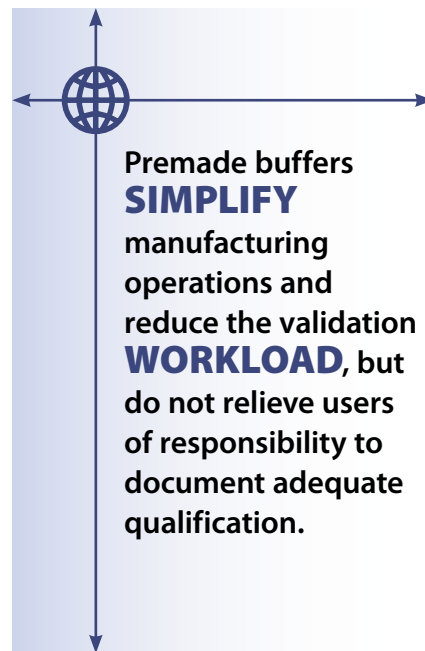 Premade buffers
SIMPLIFY
manufacturing
operations and
reduce the validation
WORKLOAD, but
do not relieve users
of responsibility to
document adequate
qualification.